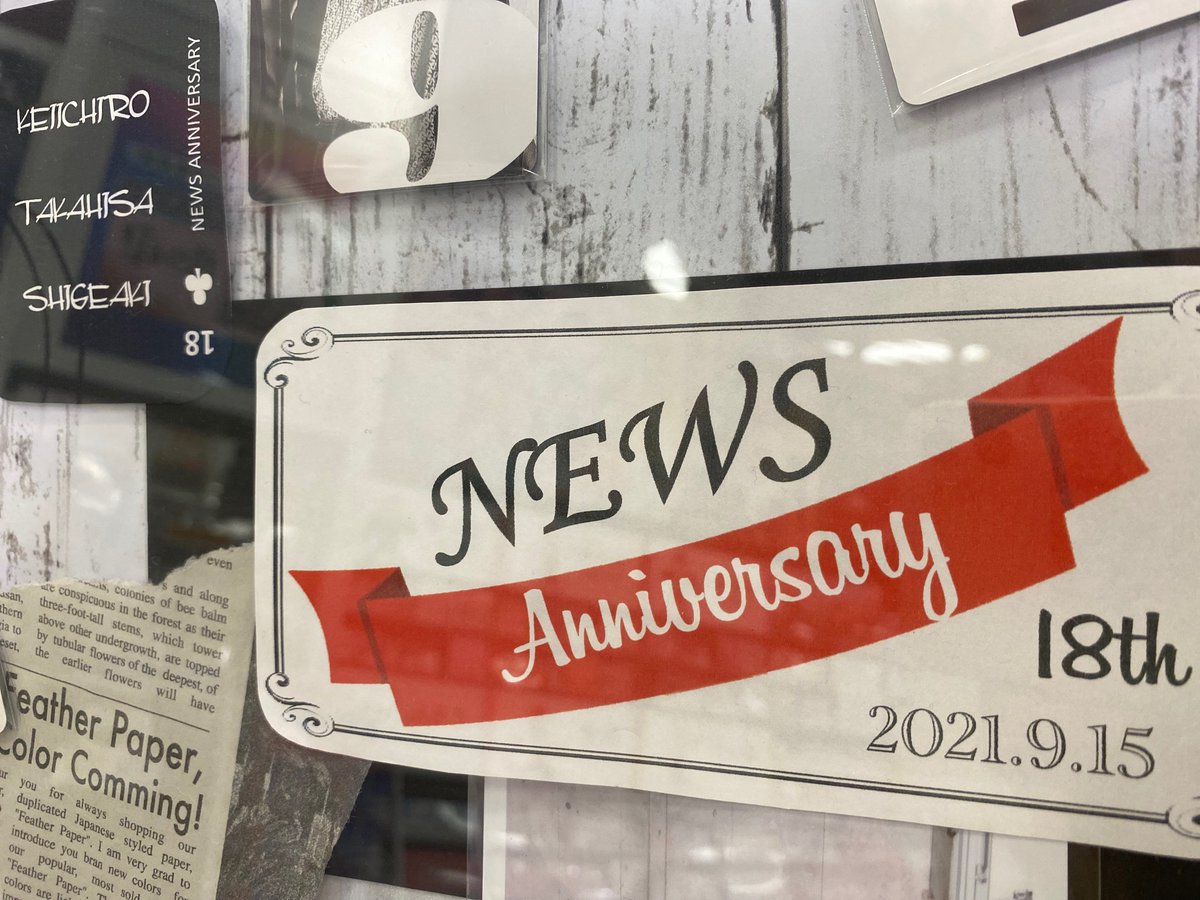 KEIICHIRO
TAKAHISA
SHIGEAKI
NEWS ANNIVERSARY
18
9
NEWS
Anniversary
18th
2021.9.15
even
s and along
colonies of bee balm
are conspicuous in the forest as their
three-foot-tall stems, which tower
above other undergrowth, are topped
by tubular flowers of the deepest, of
the earlier flowers will have
Feather Paper,
Color Comming!
you for always shopping our
duplicated Japanese styled paper,
"Feather Paper". I am very grad to
introduce you bran new colors for
our popular, most sold
"Feather Paper".
colors are